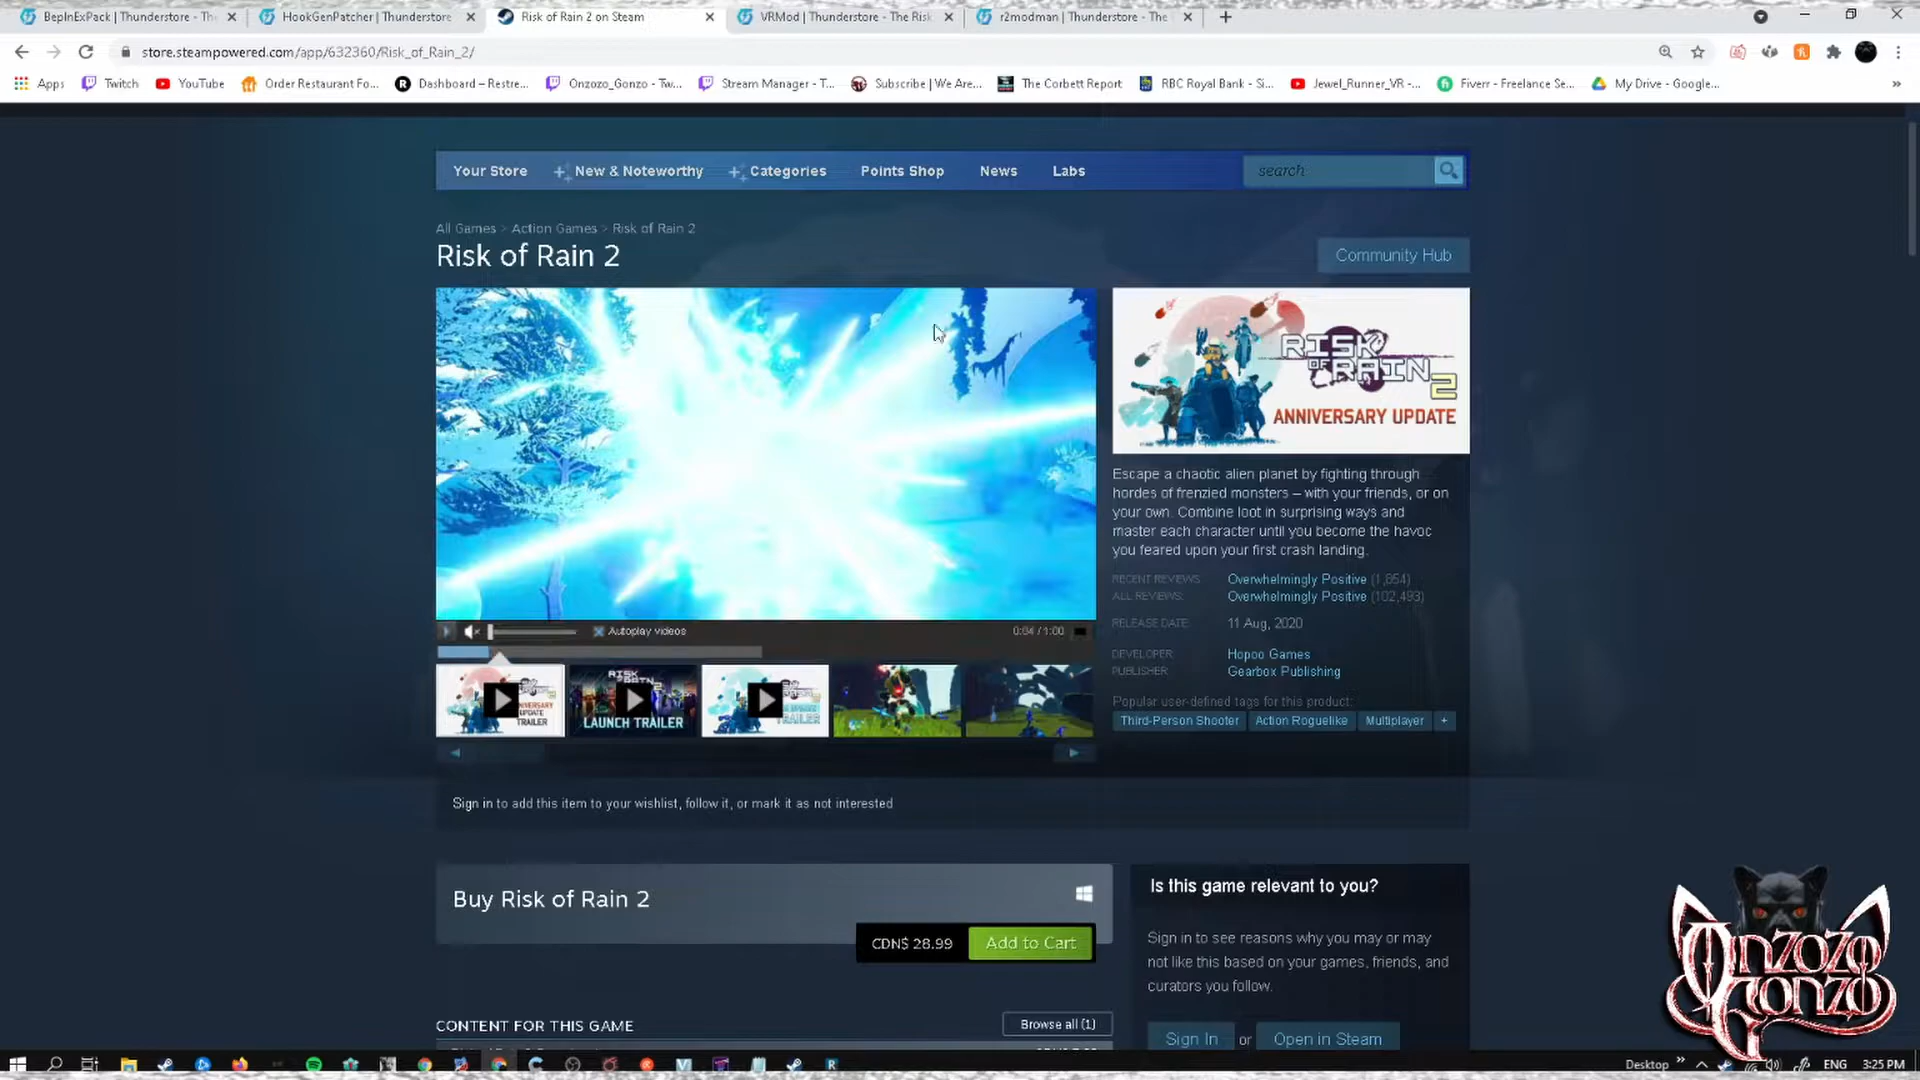 BepInExPack | Thunderstore - The
HookGenPatcher | Thunderstore
Risk of Rain 2 on Steam
VRMod | Thunderstore - The Risk
r2modman | Thunderstore - The
store.steampowered.com/app/632360/Risk_of_Rain_2/
Apps
Twitch
YouTube
Order Restaurant Fo...
Dashboard – Restre...
Onzozo_Gonzo - Tw...
Stream Manager - T...
Subscribe | We Are...
The Corbett Report
RBC Royal Bank - Si...
Jewel_Runner_VR -...
Fiverr - Freelance Se...
My Drive - Google...
»
Your Store
New & Noteworthy
Categories
Points Shop
News
Labs
search
All Games > Action Games > Risk of Rain 2
Risk of Rain 2
Community Hub
RISK
OF RAIN 2
ANNIVERSARY UPDATE
Escape a chaotic alien planet by fighting through
hordes of frenzied monsters – with your friends, or on
your own. Combine loot in surprising ways and
master each character until you become the havoc
you feared upon your first crash landing.
RECENT REVIEWS: Overwhelmingly Positive (1,654)
ALL REVIEWS: Overwhelmingly Positive (102,493)
RELEASE DATE: 11 Aug, 2020
DEVELOPER: Hopoo Games
PUBLISHER: Gearbox Publishing
Popular user-defined tags for this product:
Third-Person Shooter Action Roguelike Multiplayer +
Autoplay videos
0:04 / 1:00
UPDATE
TRAILER
LAUNCH TRAILER
TRAILER
Sign in to add this item to your wishlist, follow it, or mark it as not interested
Buy Risk of Rain 2
CDN$ 28.99
Add to Cart
Is this game relevant to you?
Sign in to see reasons why you may or may
not like this based on your games, friends, and
curators you follow.
Sign In or Open in Steam
CONTENT FOR THIS GAME
Browse all (1)
Onzozo
Gonzo
Desktop »
ENG
3:25 PM